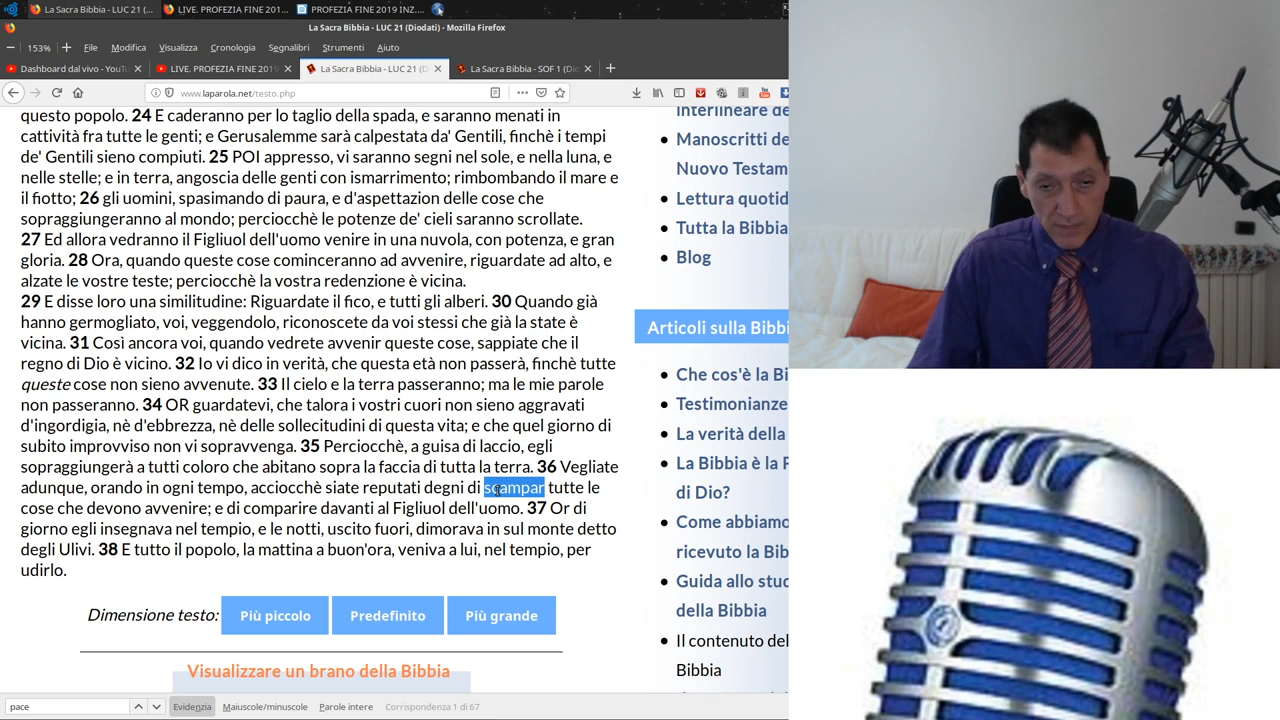 La Sacra Bibbia - LUC 21 (...
LIVE. PROFEZIA FINE 201...
PROFEZIA FINE 2019 INZ...
La Sacra Bibbia - LUC 21 (Diodati) - Mozilla Firefox
153%
File Modifica Visualizza Cronologia Segnalibri Strumenti Aiuto
Dashboard dal vivo - YouTu
LIVE. PROFEZIA FINE 2019
La Sacra Bibbia - LUC 21 (D
La Sacra Bibbia - SOF 1 (Dio
www.laparola.net/testo.php
questo popolo. 24 E caderanno per lo taglio della spada, e saranno menati in
cattività fra tutte le genti; e Gerusalemme sarà calpestata da' Gentili, finchè i tempi
de' Gentili sieno compiuti. 25 POI appresso, vi saranno segni nel sole, e nella luna, e
nelle stelle; e in terra, angoscia delle genti con ismarrimento; rimbombando il mare e
il fiotto; 26 gli uomini, spasimando di paura, e d'aspettazion delle cose che
sopraggiungeranno al mondo; perciocchè le potenze de' cieli saranno scrollate.
27 Ed allora vedranno il Figliuol dell'uomo venire in una nuvola, con potenza, e gran
gloria. 28 Ora, quando queste cose cominceranno ad avvenire, riguardate ad alto, e
alzate le vostre teste; perciocchè la vostra redenzione è vicina.
29 E disse loro una similitudine: Riguardate il fico, e tutti gli alberi. 30 Quando già
hanno germogliato, voi, veggendolo, riconoscete da voi stessi che già la state è
vicina. 31 Così ancora voi, quando vedrete avvenir queste cose, sappiate che il
regno di Dio è vicino. 32 Io vi dico in verità, che questa età non passerà, finchè tutte
queste cose non sieno avvenute. 33 Il cielo e la terra passeranno; ma le mie parole
non passeranno. 34 OR guardatevi, che talora i vostri cuori non sieno aggravati
d'ingordigia, nè d'ebbrezza, nè delle sollecitudini di questa vita; e che quel giorno di
subito improvviso non vi sopravvenga. 35 Perciocchè, a guisa di laccio, egli
sopraggiungerà a tutti coloro che abitano sopra la faccia di tutta la terra. 36 Vegliate
adunque, orando in ogni tempo, acciocchè siate reputati degni di scampar tutte le
cose che devono avvenire; e di comparire davanti al Figliuol dell'uomo. 37 Or di
giorno egli insegnava nel tempio, e le notti, uscito fuori, dimorava in sul monte detto
degli Ulivi. 38 E tutto il popolo, la mattina a buon'ora, veniva a lui, nel tempio, per
udirlo.
Dimensione testo: Più piccolo Predefinito Più grande
Visualizzare un brano della Bibbia
interlineare de
Manoscritti de
Nuovo Testam
Lettura quotid
Tutta la Bibbia
Blog
Articoli sulla Bibbi
Che cos'è la Bi
Testimonianze
La verità della
La Bibbia è la P
di Dio?
Come abbiamo
ricevuto la Bib
Guida allo stud
della Bibbia
Il contenuto del
Bibbia
pace
Evidenzia Maiuscole/minuscole Parole intere Corrispondenza 1 di 67